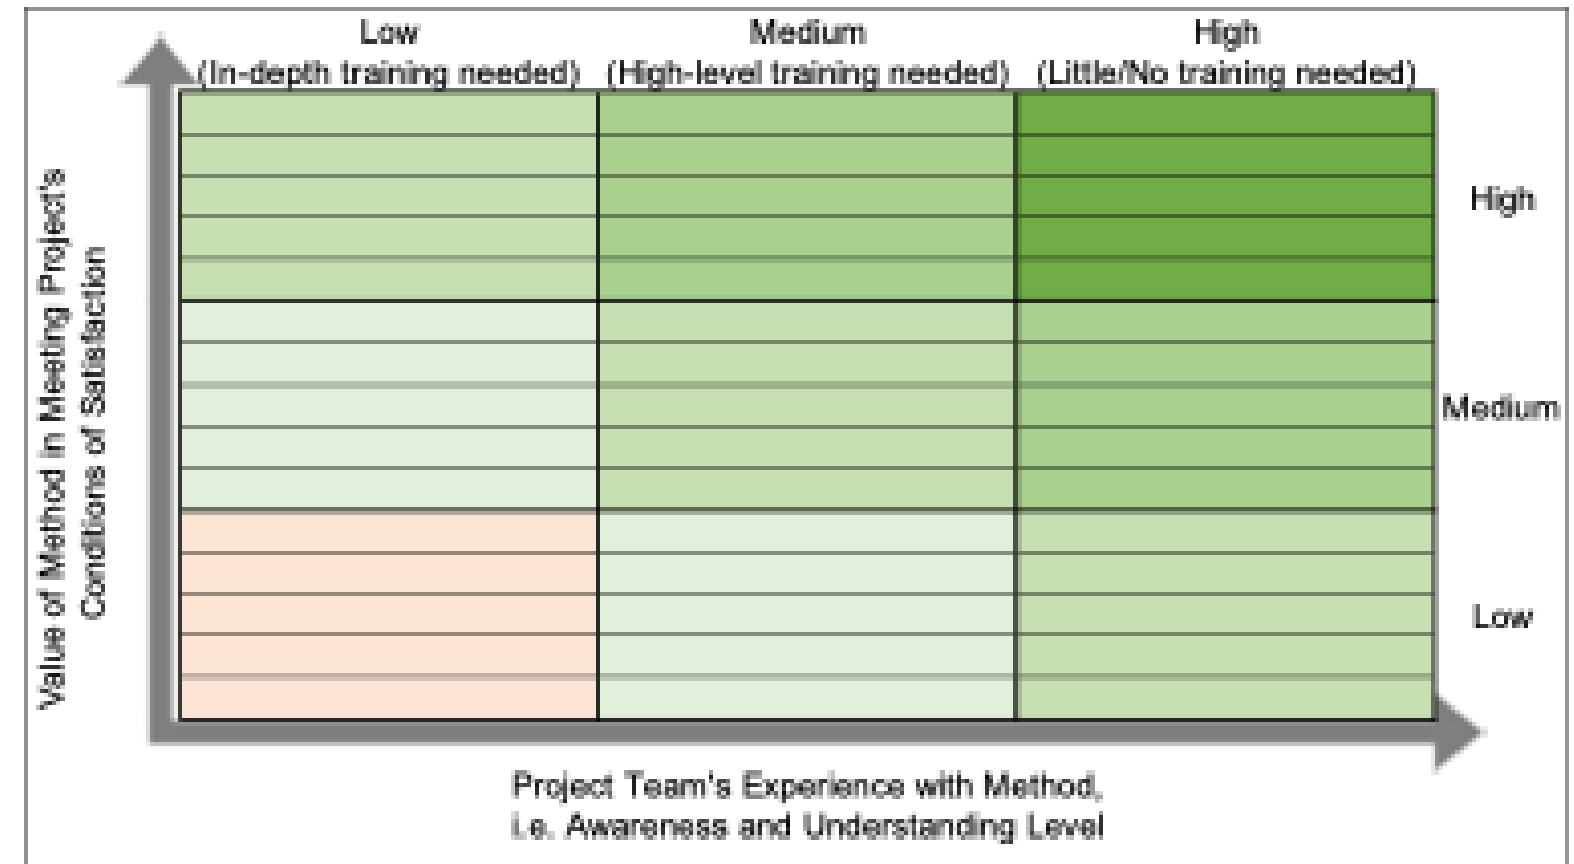 Low
(In-depth training needed)
Medium
(High-level training needed)
High
(Little/No training needed)
Value of Method in Meeting Project's
Conditions of Satisfaction
High
Medium
Low
Project Team's Experience with Method,
i.e. Awareness and Understanding Level